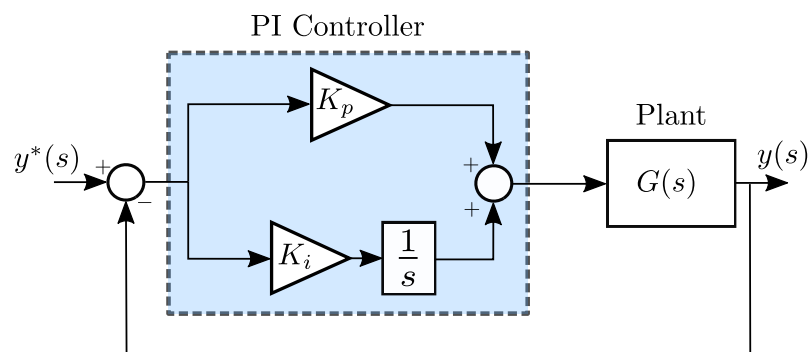 PI Controller
K_p
Plant
y*(s)
+
−
+
+
G(s)
y(s)
K_i
1/s